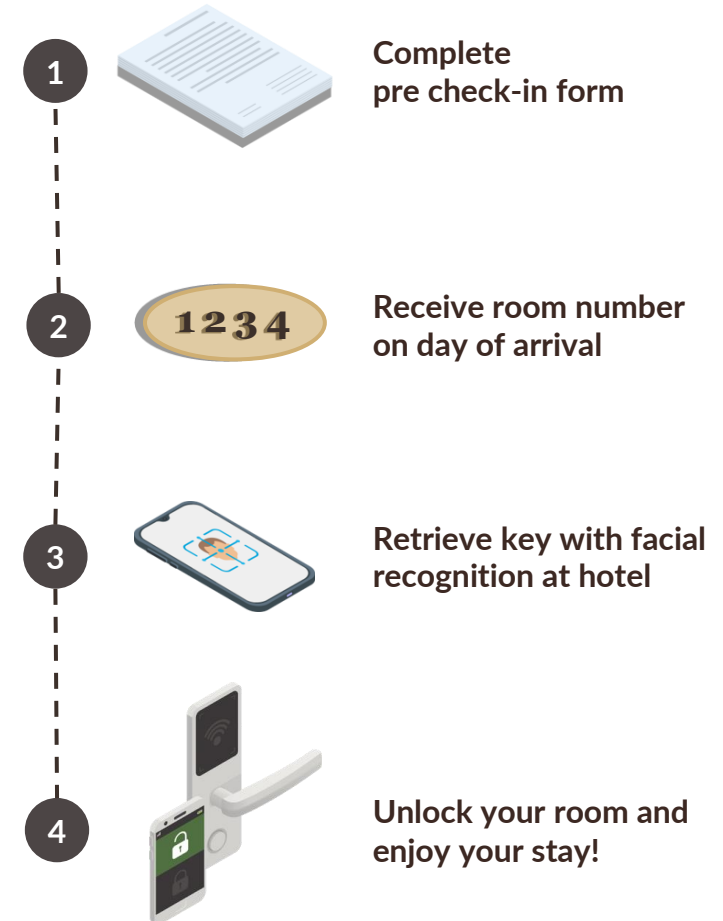 1
Complete
pre check-in form
2
1234
Receive room number
on day of arrival
3
Retrieve key with facial
recognition at hotel
4
Unlock your room and
enjoy your stay!